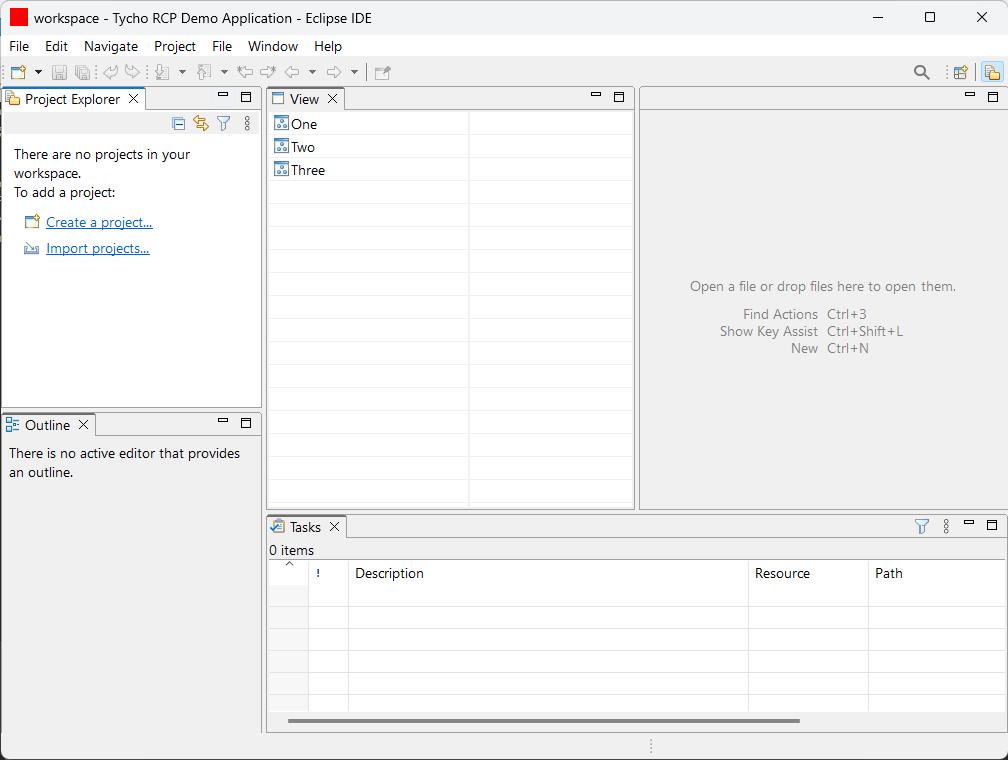 workspace - Tycho RCP Demo Application - Eclipse IDE
File Edit Navigate Project File Window Help
Project Explorer
There are no projects in your
workspace.
To add a project:
Create a project...
Import projects...
View
One
Two
Three
Open a file or drop files here to open them.
Find Actions Ctrl+3
Show Key Assist Ctrl+Shift+L
New Ctrl+N
Outline
There is no active editor that provides
an outline.
Tasks
0 items
! Description Resource Path